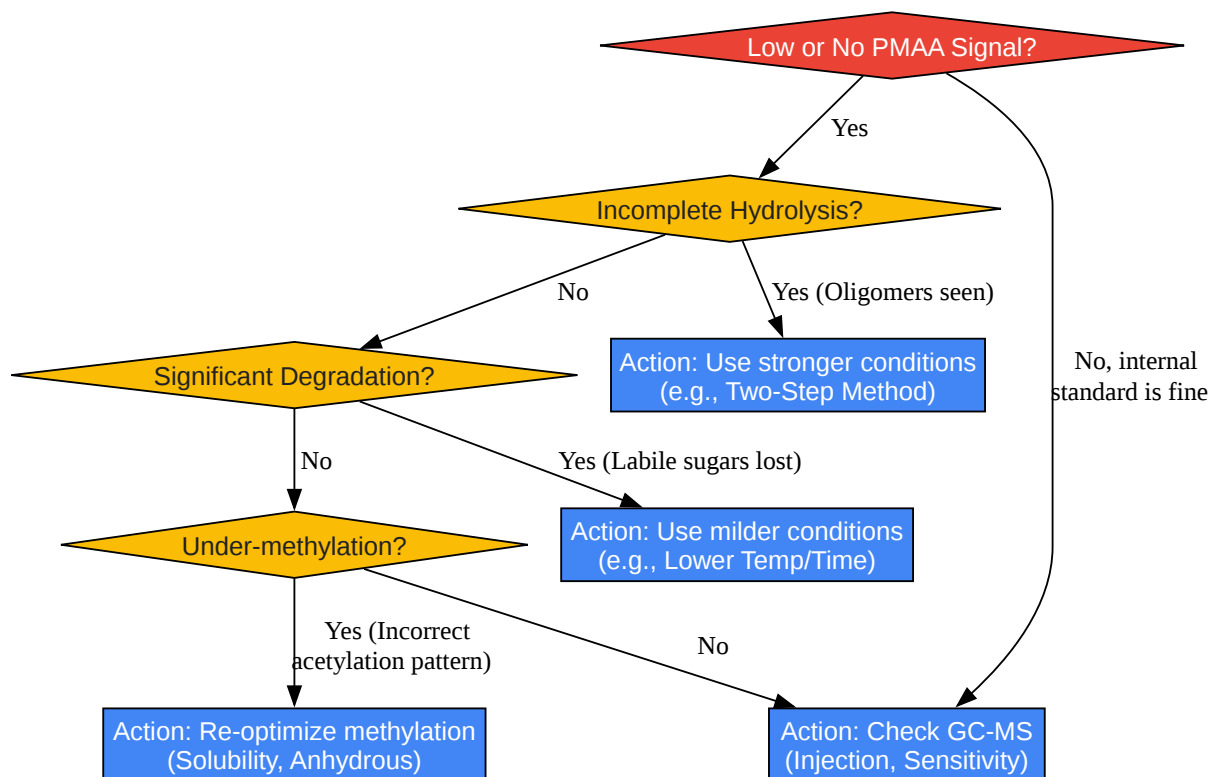 Low or No PMAA Signal?
Yes
Incomplete Hydrolysis?
No
Yes (Oligomers seen)
Significant Degradation?
Action: Use stronger conditions
(e.g., Two-Step Method)
No, internal
standard is fine
No
Yes (Labile sugars lost)
Under-methylation?
Action: Use milder conditions
(e.g., Lower Temp/Time)
Yes (Incorrect
acetylation pattern)
No
Action: Re-optimize methylation
(Solubility, Anhydrous)
Action: Check GC-MS
(Injection, Sensitivity)